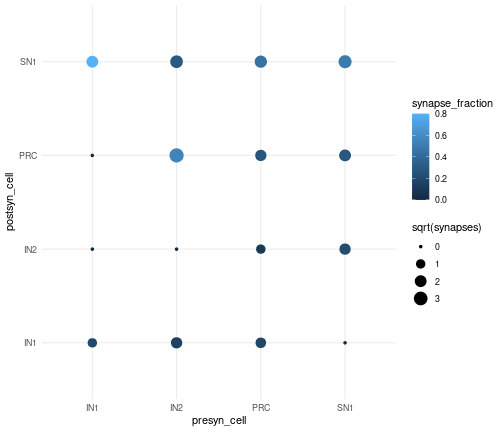 SN1
PRC
IN2
IN1
postsyn_cell
IN1 IN2 PRC SN1
presyn_cell
synapse_fraction
0.8
0.6
0.4
0.2
0.0
sqrt(synapses)
0
1
2
3